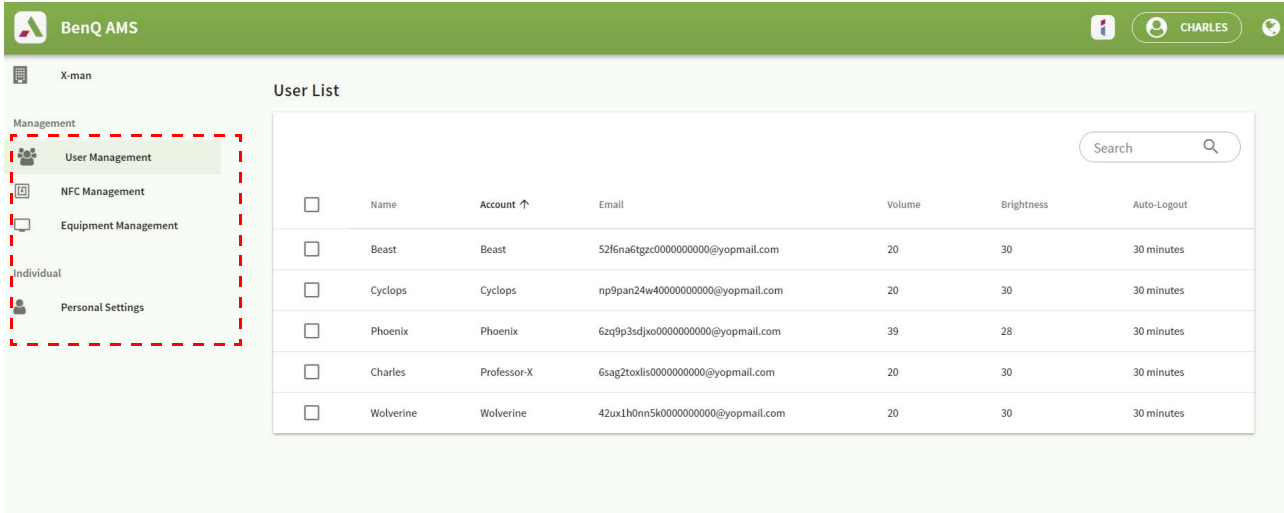 BenQ AMS
CHARLES
X-man
Management
User Management
NFC Management
Equipment Management
Individual
Personal Settings
User List
Search
Name Account ↑ Email Volume Brightness Auto-Logout
Beast Beast 52f6na6tgzc0000000000@yopmail.com 20 30 30 minutes
Cyclops Cyclops np9pan24w40000000000@yopmail.com 20 30 30 minutes
Phoenix Phoenix 6zq9p3sdjxo0000000000@yopmail.com 39 28 30 minutes
Charles Professor-X 6sag2toxlis0000000000@yopmail.com 20 30 30 minutes
Wolverine Wolverine 42ux1h0nn5k0000000000@yopmail.com 20 30 30 minutes